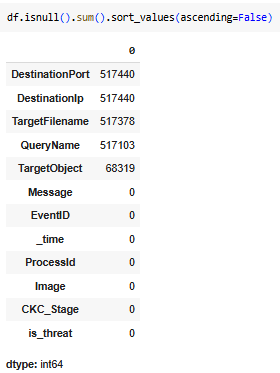 df.isnull().sum().sort_values(ascending=False)
0
DestinationPort 517440
DestinationIp 517440
TargetFilename 517378
QueryName 517103
TargetObject 68319
Message 0
EventID 0
_time 0
ProcessId 0
Image 0
CKC_Stage 0
is_threat 0
dtype: int64